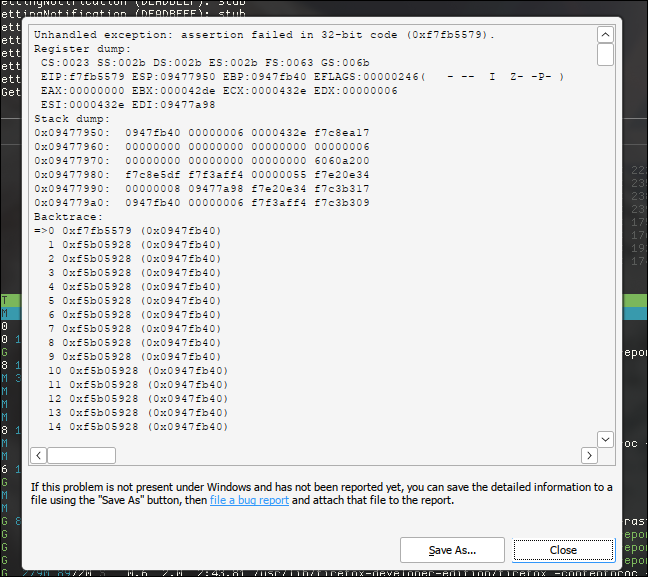 ettingNotification (DEADBEEF): stub
Unhandled exception: assertion failed in 32-bit code (0xf7fb5579).
Register dump:
CS:0023 SS:002b DS:002b ES:002b FS:0063 GS:006b
EIP:f7fb5579 ESP:09477950 EBP:0947fb40 EFLAGS:00000246( - -- I Z- -P- )
EAX:00000000 EBX:000042de ECX:0000432e EDX:00000006
ESI:0000432e EDI:09477a98
Stack dump:
0x09477950: 0947fb40 00000006 0000432e f7c8ea17
0x09477960: 00000000 00000000 00000000 00000006
0x09477970: 00000000 00000000 00000000 6060a200
0x09477980: f7c8e5df f7f3aff4 00000055 f7e20e34
0x09477990: 00000008 09477a98 f7e20e34 f7c3b317
0x094779a0: 0947fb40 00000006 f7f3aff4 f7c3b309
Backtrace:
=>0 0xf7fb5579 (0x0947fb40)
1 0xf5b05928 (0x0947fb40)
2 0xf5b05928 (0x0947fb40)
3 0xf5b05928 (0x0947fb40)
4 0xf5b05928 (0x0947fb40)
5 0xf5b05928 (0x0947fb40)
6 0xf5b05928 (0x0947fb40)
7 0xf5b05928 (0x0947fb40)
8 0xf5b05928 (0x0947fb40)
9 0xf5b05928 (0x0947fb40)
10 0xf5b05928 (0x0947fb40)
11 0xf5b05928 (0x0947fb40)
12 0xf5b05928 (0x0947fb40)
13 0xf5b05928 (0x0947fb40)
14 0xf5b05928 (0x0947fb40)
If this problem is not present under Windows and has not been reported yet, you can save the detailed information to a
file using the "Save As" button, then file a bug report and attach that file to the report.
Save As... Close